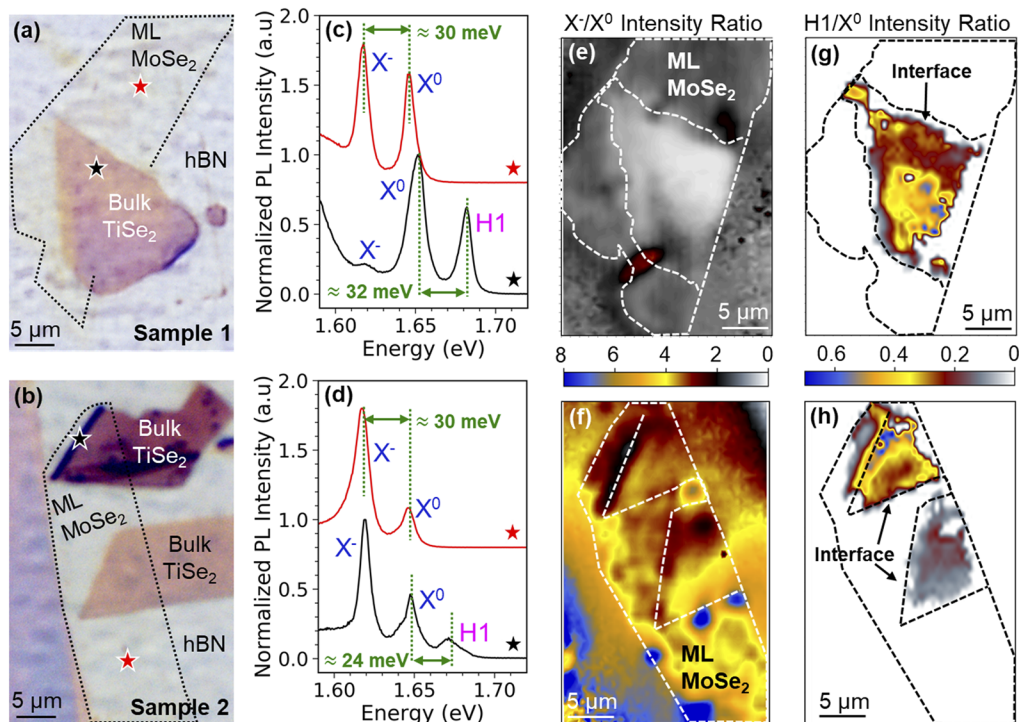 (a)
ML
MoSe₂
hBN
Bulk
TiSe₂
5 μm
Sample 1
(b)
Bulk
TiSe₂
ML
MoSe₂
Bulk
TiSe₂
hBN
5 μm
Sample 2
Normalized PL Intensity (a.u)
2.0
1.5
1.0
0.5
0.0
(c)
≈ 30 meV
X⁻
X⁰
X⁰
H1
X⁻
≈ 32 meV
1.60
1.65
1.70
Energy (eV)
Normalized PL Intensity (a.u)
2.0
1.5
1.0
0.5
0.0
(d)
≈ 30 meV
X⁻
X⁰
X⁻
X⁰
H1
≈ 24 meV
1.60
1.65
1.70
Energy (eV)
X⁻/X⁰ Intensity Ratio
(e)
ML
MoSe₂
5 μm
8
6
4
2
0
(f)
ML
MoSe₂
5 μm
H1/X⁰ Intensity Ratio
(g)
Interface
5 μm
0.6
0.4
0.2
0
(h)
Interface
5 μm